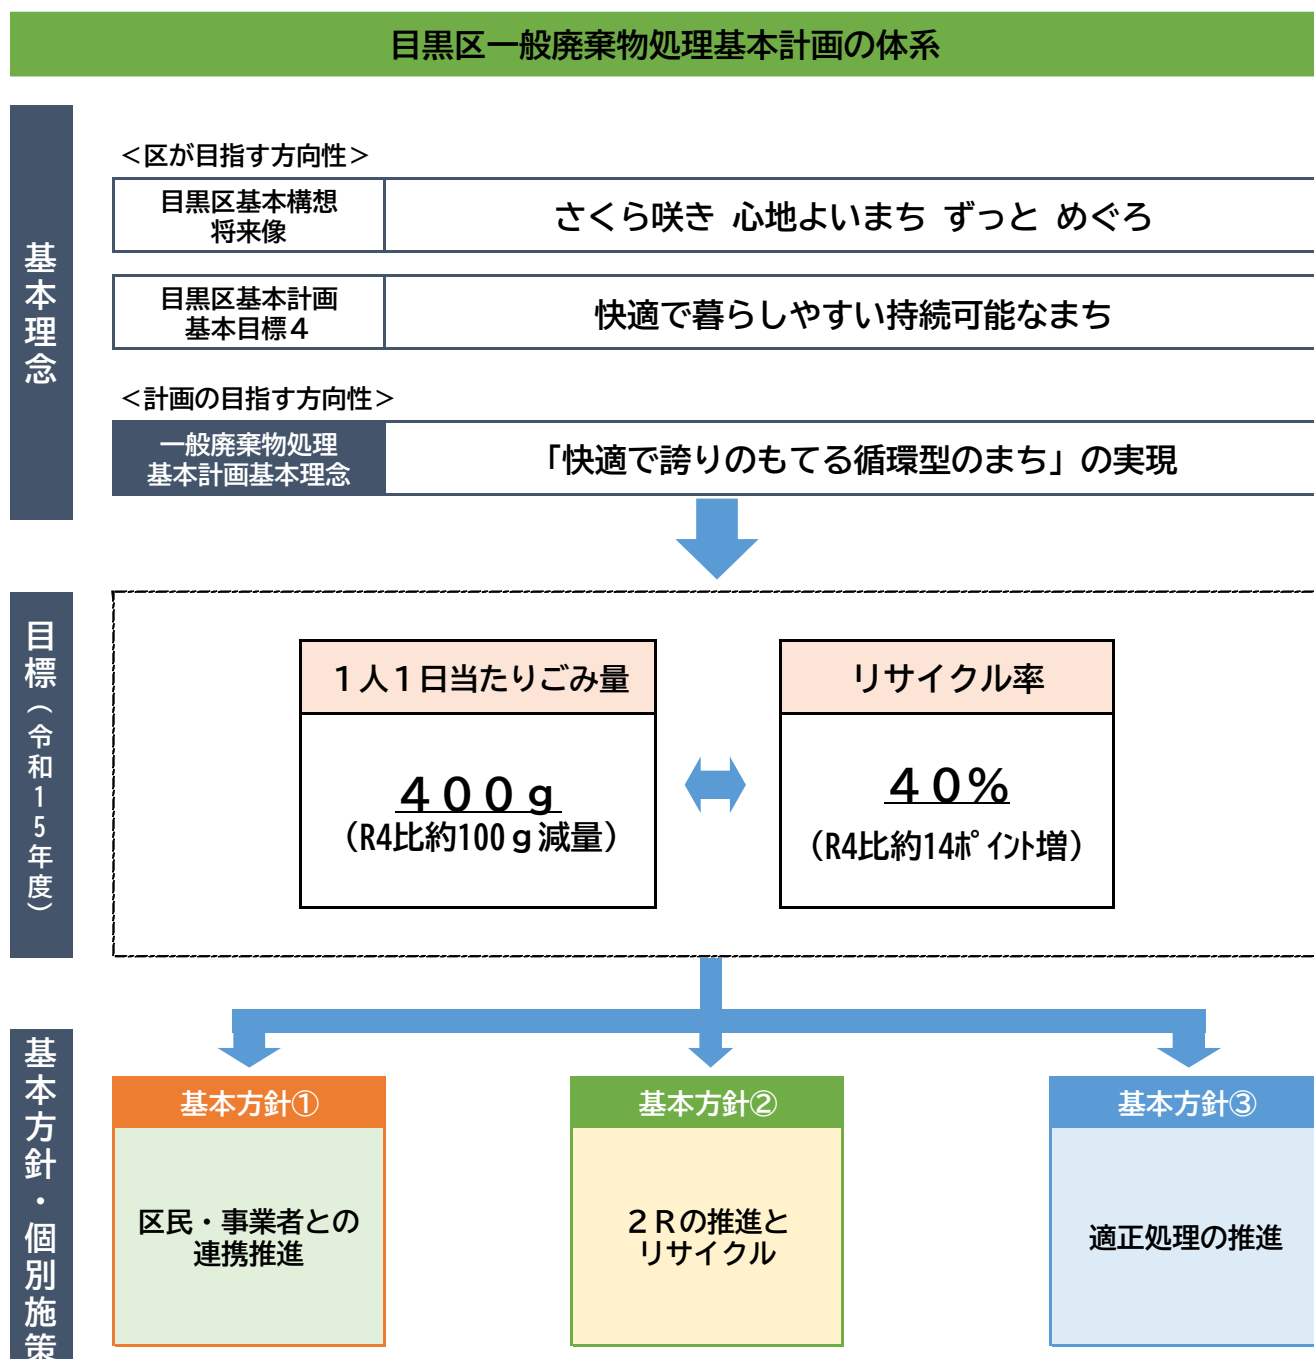 目黒区一般廃棄物処理基本計画の体系
基本理念
＜区が目指す方向性＞
目黒区基本構想
将来像
さくら咲き 心地よいまち ずっと めぐろ
目黒区基本計画
基本目標４
快適で暮らしやすい持続可能なまち
＜計画の目指す方向性＞
一般廃棄物処理
基本計画基本理念
「快適で誇りのもてる循環型のまち」の実現
目標（令和１５年度）
１人１日当たりごみ量
４００ｇ
（R4比約100ｇ減量）
リサイクル率
４０％
（R4比約14ﾎﾟｲﾝﾄ増）
基本方針・個別施策
基本方針①
区民・事業者との
連携推進
基本方針②
２Ｒの推進と
リサイクル
基本方針③
適正処理の推進